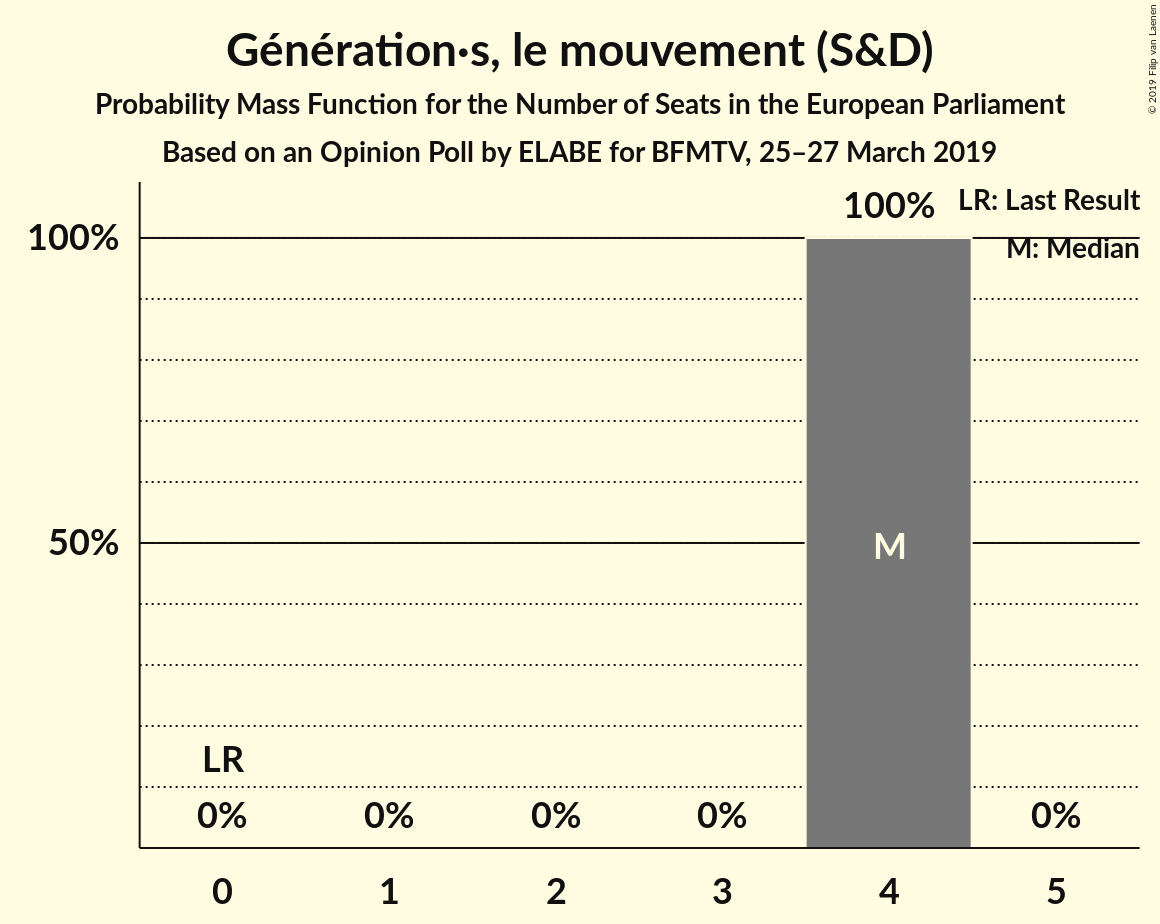 Génération·s, le mouvement (S&D)
Probability Mass Function for the Number of Seats in the European Parliament
Based on an Opinion Poll by ELABE for BFMTV, 25–27 March 2019
© 2019 Filip van Laenen
LR: Last Result
M: Median
100%
100%
50%
M
LR
0% 0% 0% 0% 0%
0 1 2 3 4 5